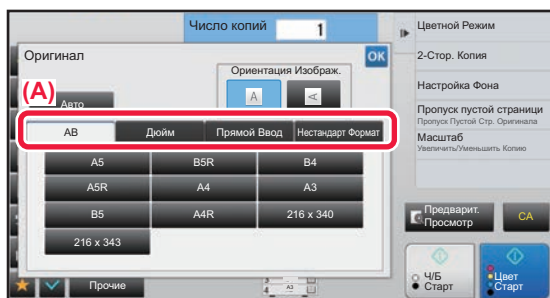 Число копий 1
Оригинал
OK
Ориентация Изображ.
A
A
(A)
Авто
AB
Дюйм
Прямой Ввод
Нестандарт Формат
A5
B5R
B4
A5R
A4
A3
B5
A4R
216 x 340
216 x 343
Прочие
A3
Цветной Режим
2-Стор. Копия
Настройка Фона
Пропуск пустой страници
Пропуск Пустой Стр. Оригинала
Масштаб
Увеличить/Уменьшить Копию
Предварит.
Просмотр
CA
Ч/Б
Старт
Цвет
Старт